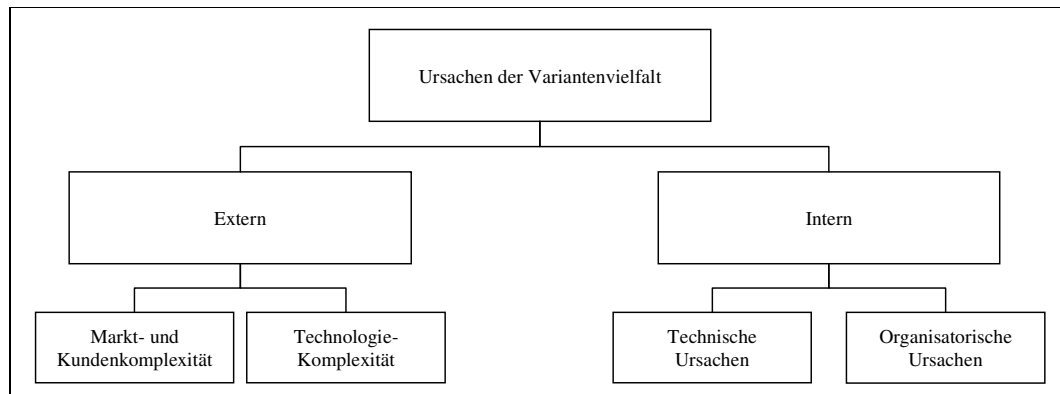 Ursachen der Variantenvielfalt
Extern
Intern
Markt- und
Kundenkomplexität
Technologie-
Komplexität
Technische
Ursachen
Organisatorische
Ursachen